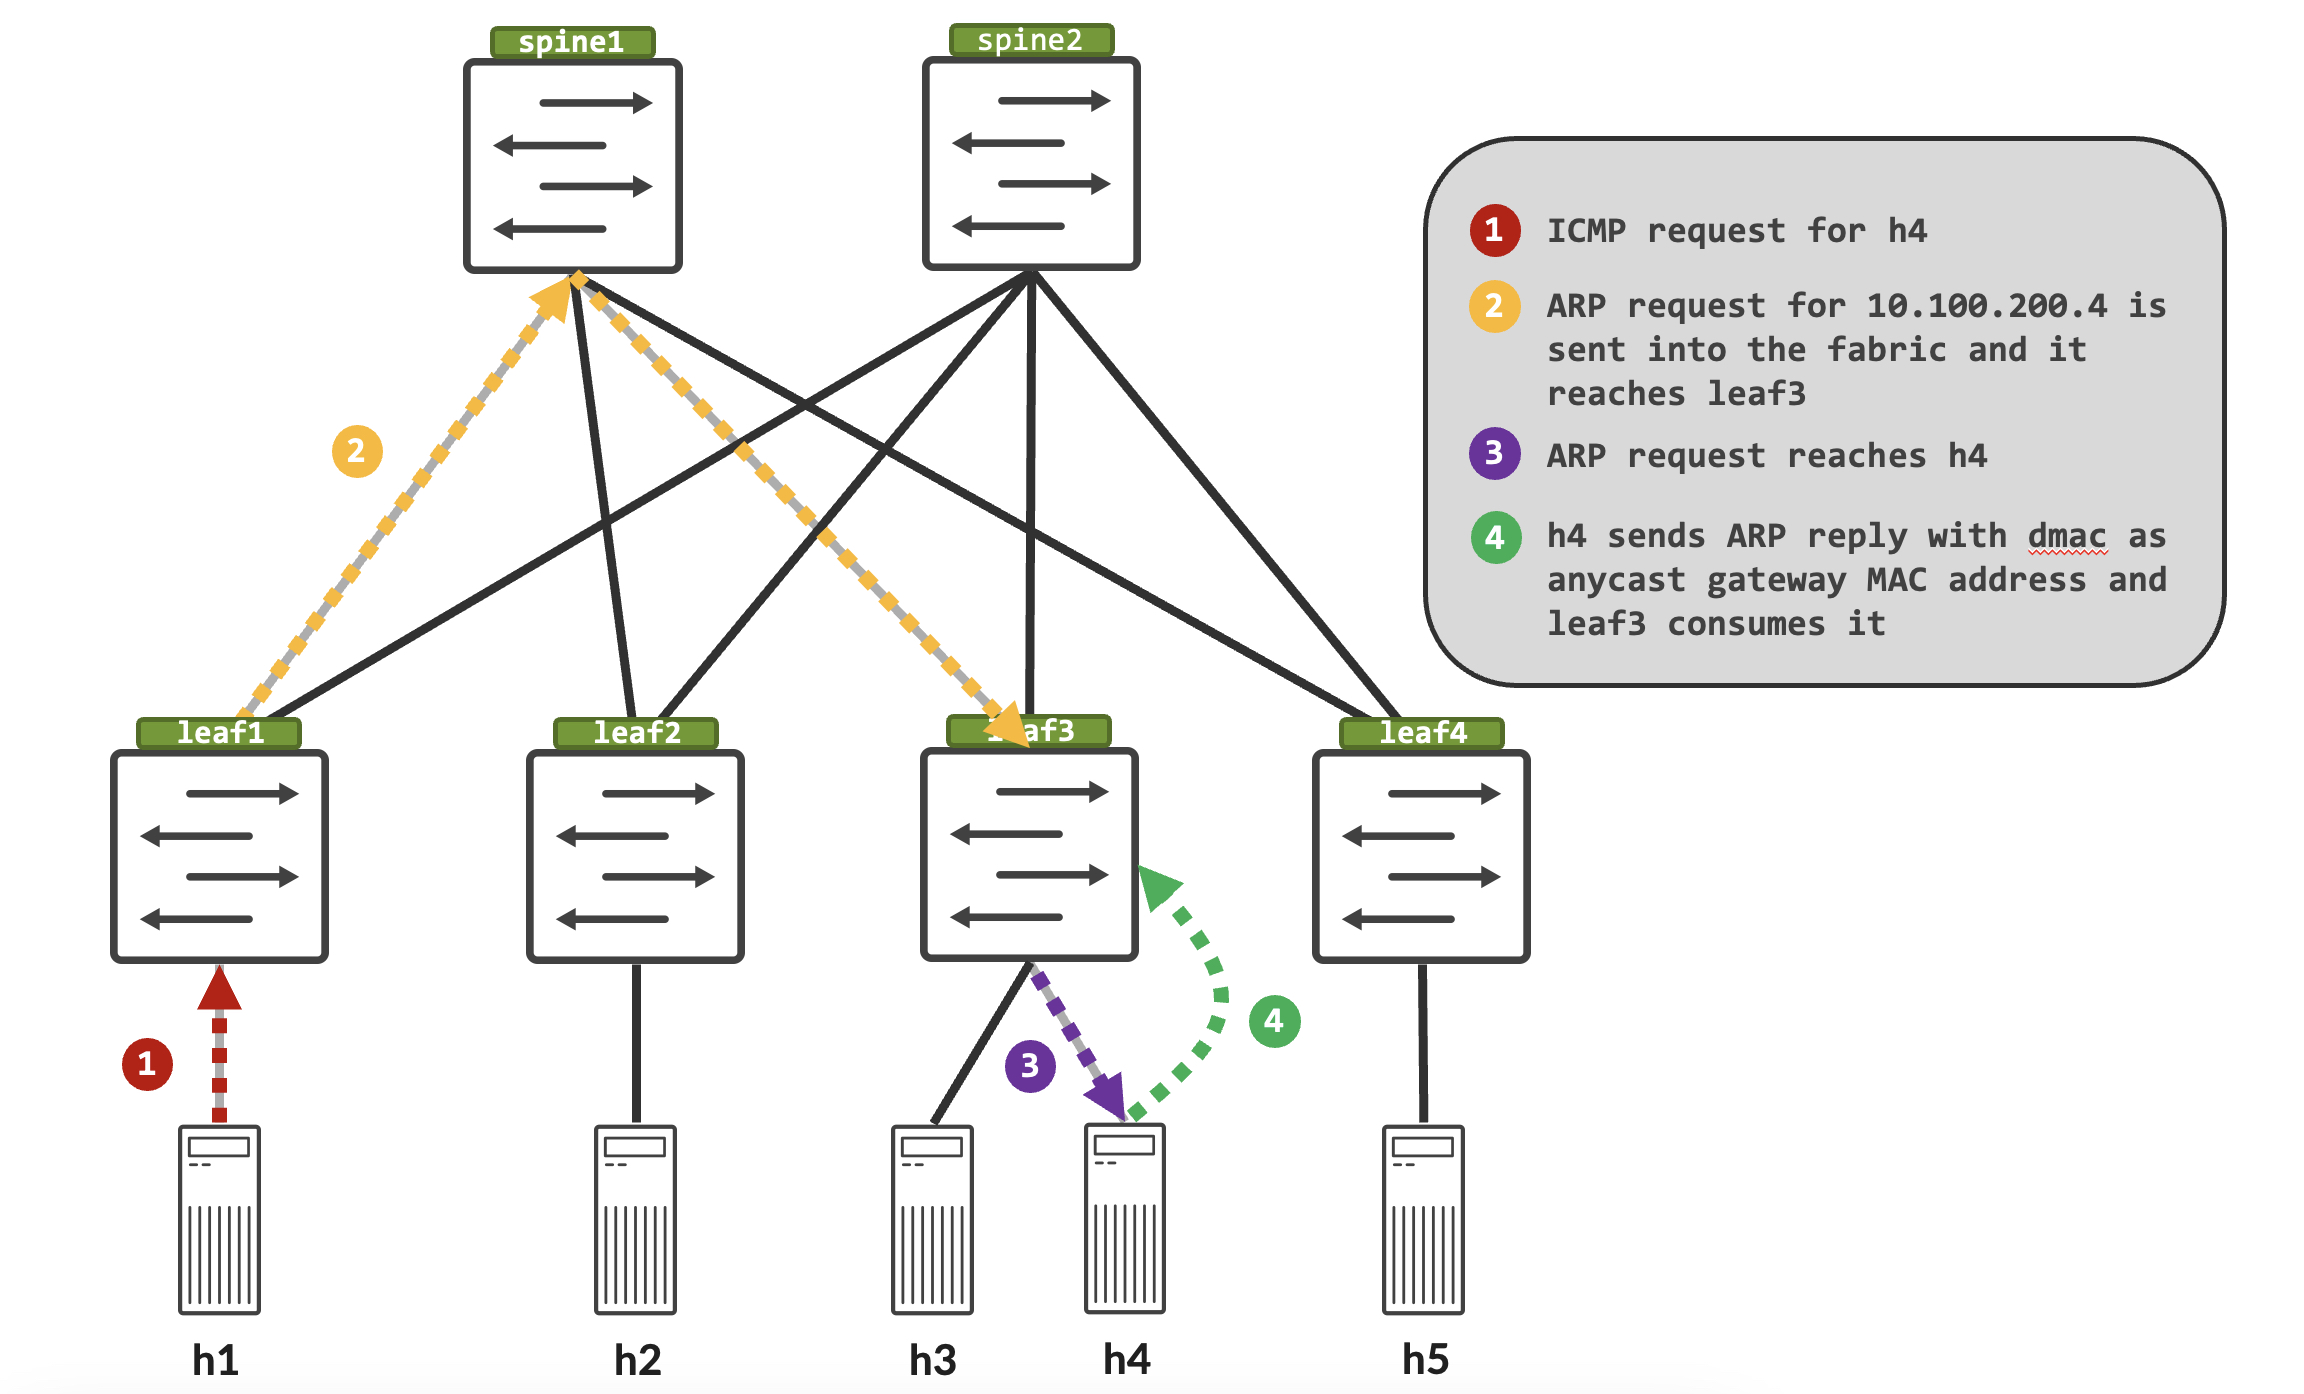 spine1
spine2
1 ICMP request for h4
2 ARP request for 10.100.200.4 is
sent into the fabric and it
reaches leaf3
3 ARP request reaches h4
4 h4 sends ARP reply with dmac as
anycast gateway MAC address and
leaf3 consumes it
2
leaf1
leaf2
leaf3
leaf4
1
3
4
h1
h2
h3
h4
h5